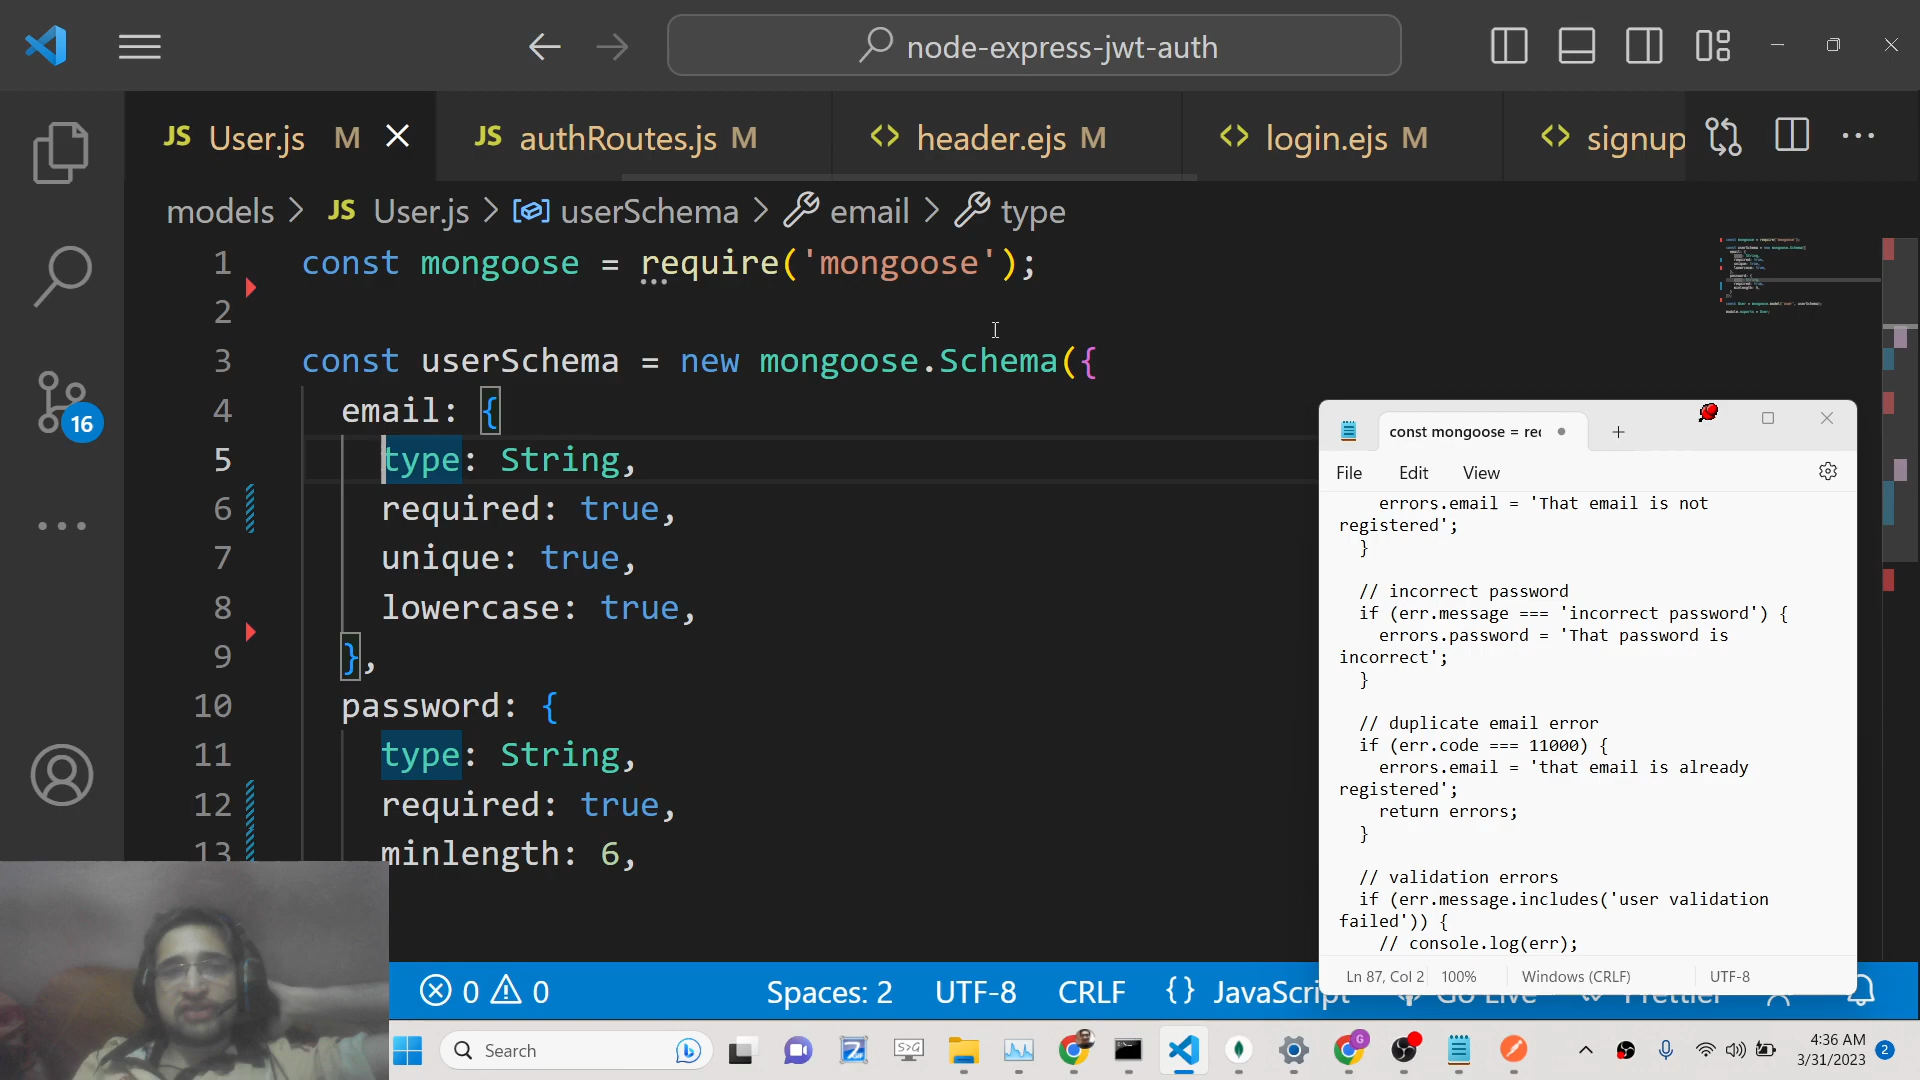 node-express-jwt-auth
JS User.js M
JS authRoutes.js M
<> header.ejs M
<> login.ejs M
<> signup
models > JS User.js > userSchema > email > type
1 const mongoose = require('mongoose');
2
3 const userSchema = new mongoose.Schema({
4 email: {
5 type: String,
6 required: true,
7 unique: true,
8 lowercase: true,
9 },
10 password: {
11 type: String,
12 required: true,
13 minlength: 6,
16
const mongoose = rec
File Edit View
errors.email = 'That email is not
registered';
}
// incorrect password
if (err.message === 'incorrect password') {
errors.password = 'That password is
incorrect';
}
// duplicate email error
if (err.code === 11000) {
errors.email = 'that email is already
registered';
return errors;
}
// validation errors
if (err.message.includes('user validation
failed')) {
// console.log(err);
Ln 87, Col 2 100% Windows (CRLF) UTF-8
0 0 Spaces: 2 UTF-8 CRLF {} JavaScript Go Live Prettier
Search
4:36 AM
3/31/2023
2